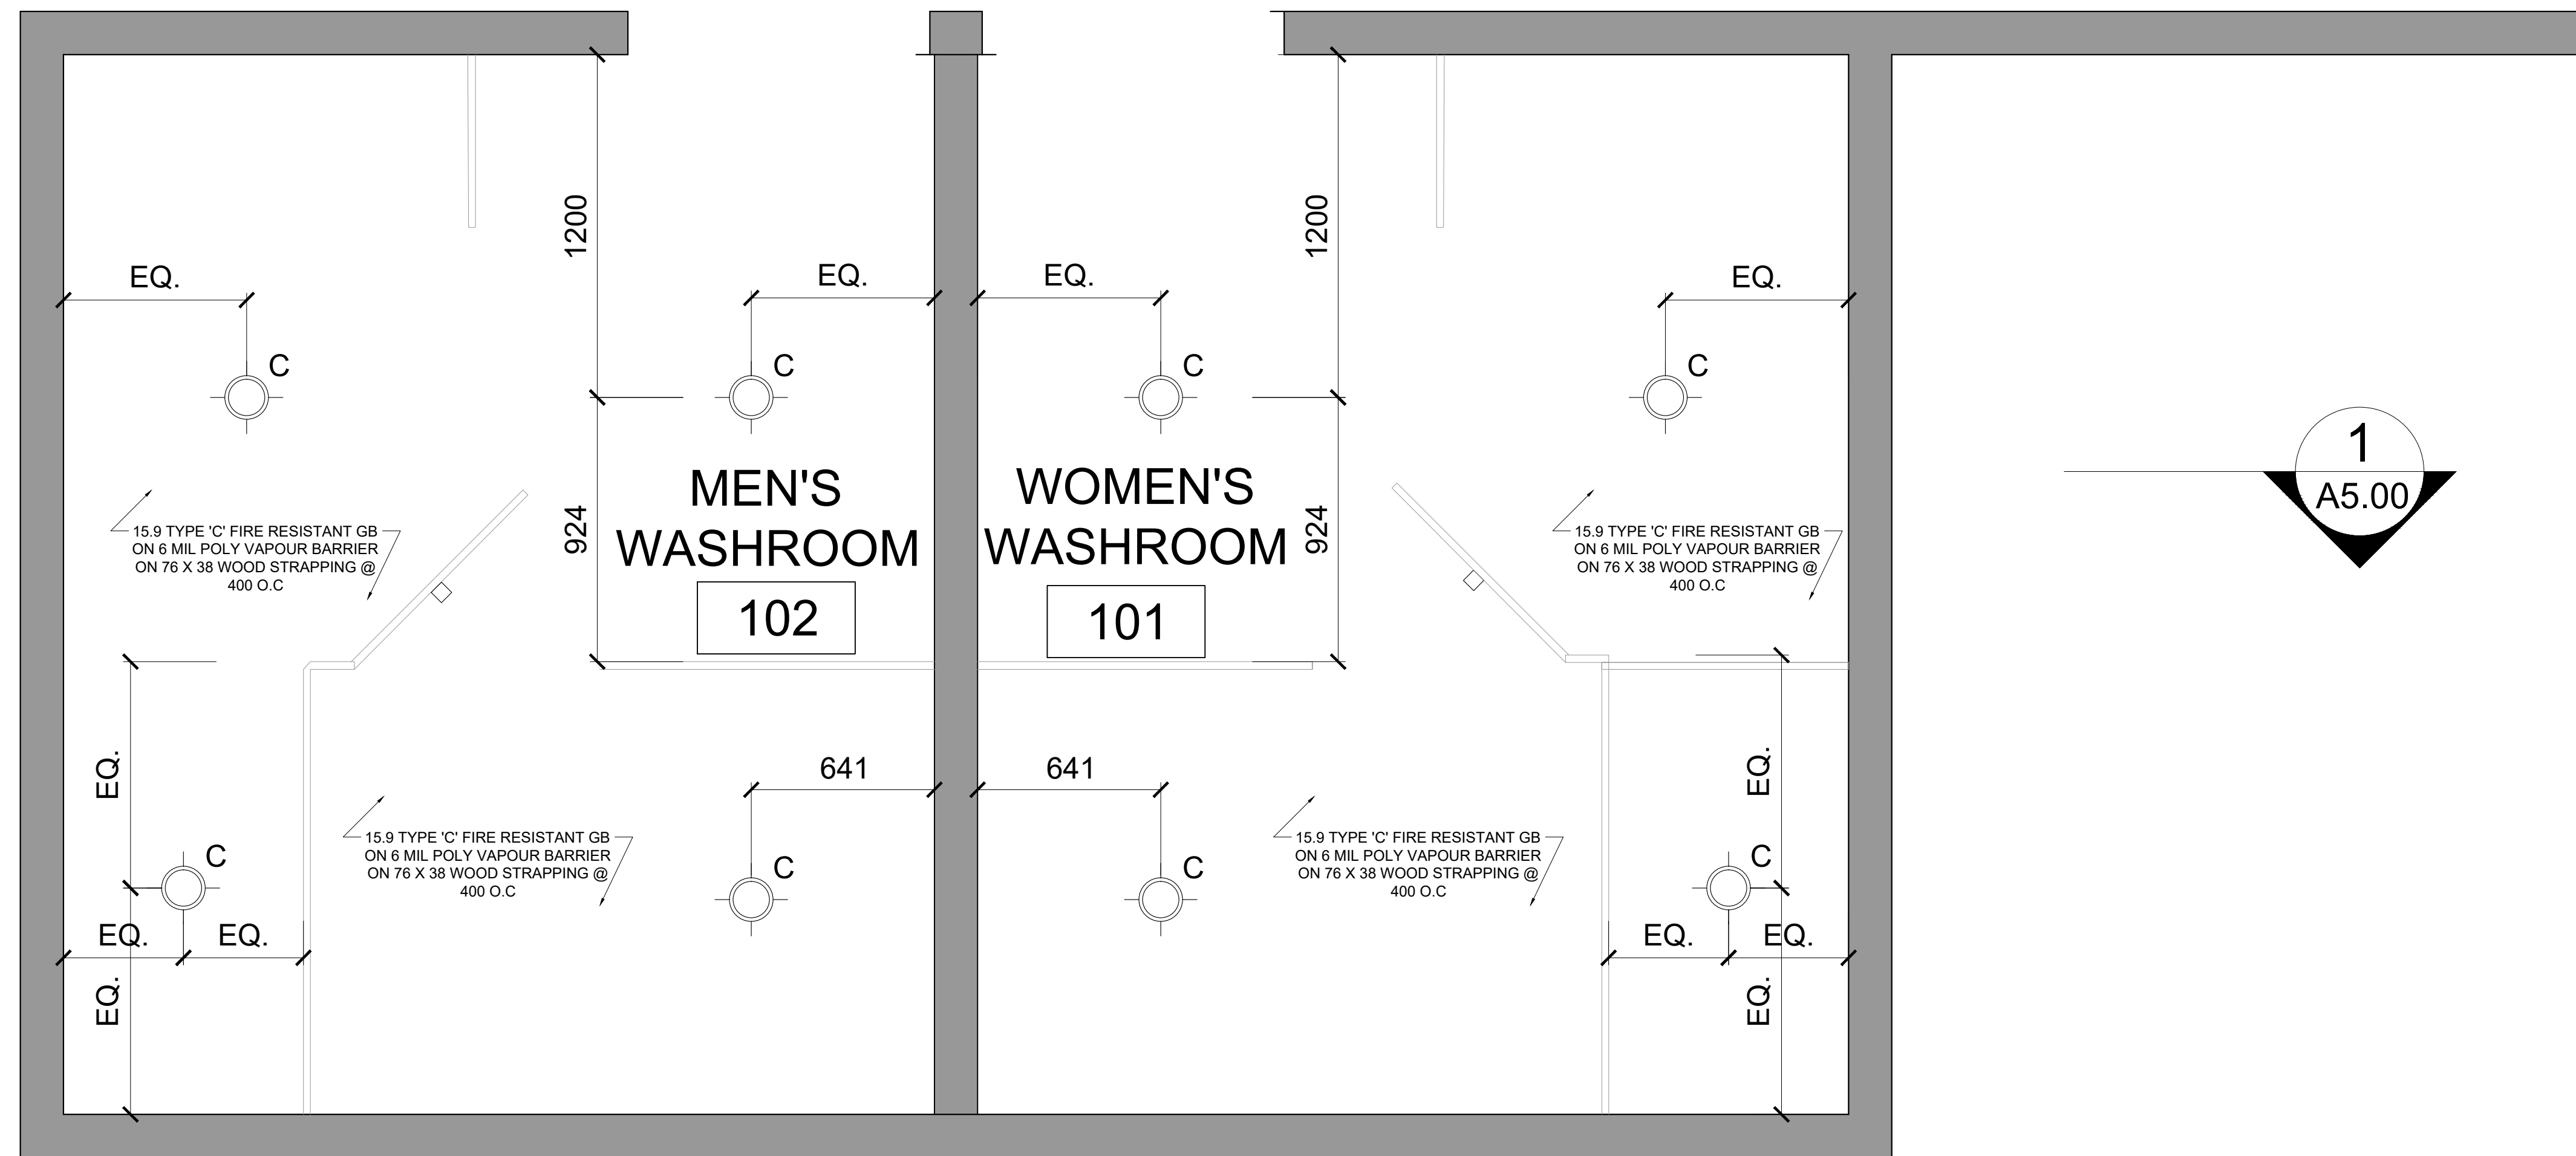 1200
1200
EQ.
EQ.
EQ.
EQ.
C
C
C
C
1
A5.00
MEN'S
WASHROOM
102
WOMEN'S
WASHROOM
101
924
924
15.9 TYPE 'C' FIRE RESISTANT GB
ON 6 MIL POLY VAPOUR BARRIER
ON 76 X 38 WOOD STRAPPING @
400 O.C
15.9 TYPE 'C' FIRE RESISTANT GB
ON 6 MIL POLY VAPOUR BARRIER
ON 76 X 38 WOOD STRAPPING @
400 O.C
EQ.
641
641
EQ.
15.9 TYPE 'C' FIRE RESISTANT GB
ON 6 MIL POLY VAPOUR BARRIER
ON 76 X 38 WOOD STRAPPING @
400 O.C
15.9 TYPE 'C' FIRE RESISTANT GB
ON 6 MIL POLY VAPOUR BARRIER
ON 76 X 38 WOOD STRAPPING @
400 O.C
C
C
C
C
EQ.
EQ.
EQ.
EQ.
EQ.
EQ.